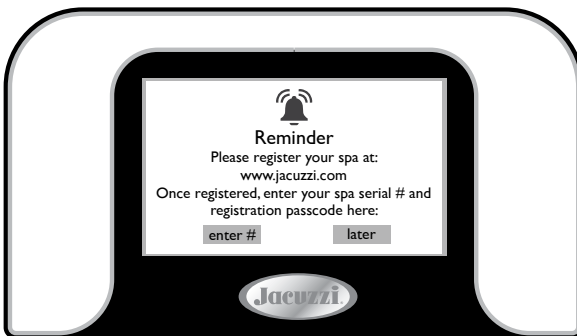 Reminder
Please register your spa at:
www.jacuzzi.com
Once registered, enter your spa serial # and
registration passcode here:
enter # later
Jacuzzi.